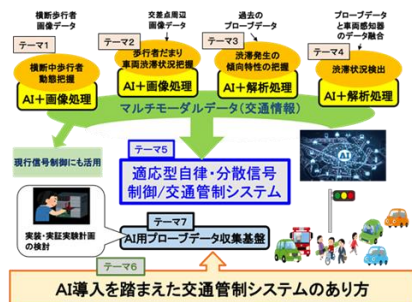 横断歩行者
画像データ
交差点周辺
画像データ
過去の
プローブデータ
プローブデータ
と車両感知器
のデータ融合
テーマ1
テーマ2
テーマ3
テーマ4
横断中歩行者
動態把握
歩行者だまり
車両渋滞状況把握
渋滞発生の
傾向特性の把握
渋滞状況検出
AI+画像処理
AI+画像処理
AI+解析処理
AI+解析処理
マルチモーダルデータ(交通情報)
現行信号制御にも活用
テーマ5
適応型自律・分散信号
制御/交通管制システム
AI
実装・実証実験計画
の検討
テーマ7
AI用プローブデータ収集基盤
テーマ6
AI導入を踏まえた交通管制システムのあり方